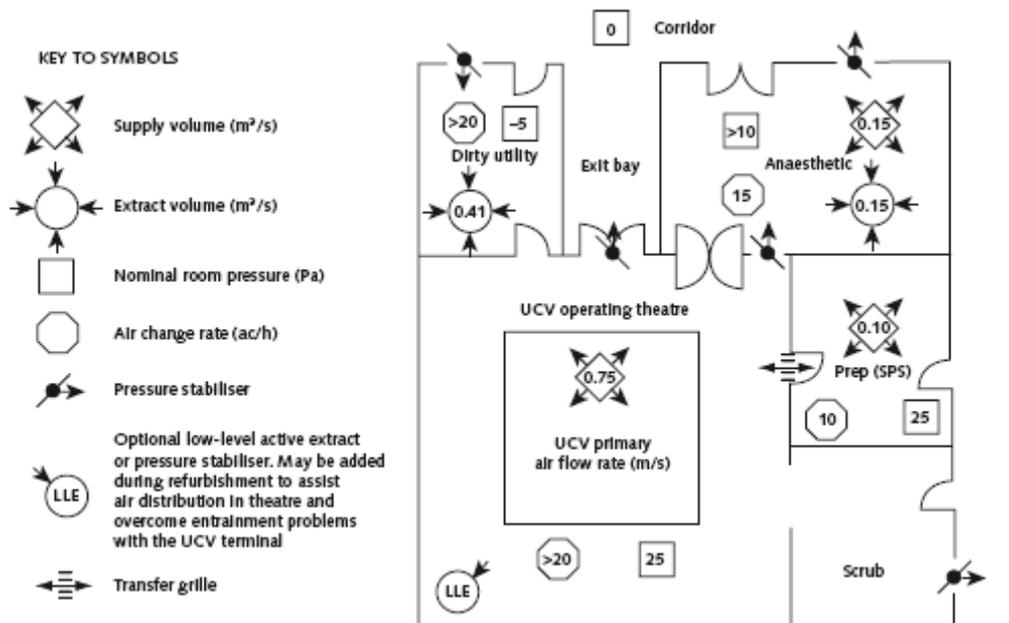 KEY TO SYMBOLS
Supply volume (m³/s)
Extract volume (m³/s)
Nominal room pressure (Pa)
Air change rate (ac/h)
Pressure stabiliser
LLE
Optional low-level active extract
or pressure stabiliser. May be added
during refurbishment to assist
air distribution in theatre and
overcome entrainment problems
with the UCV terminal
Transfer grille
0
Corridor
>20
–5
Dirty utility
0.41
Exit bay
>10
0.15
Anaesthetic
15
0.15
UCV operating theatre
0.75
UCV primary
air flow rate (m/s)
>20
25
LLE
0.10
Prep (SPS)
10
25
Scrub